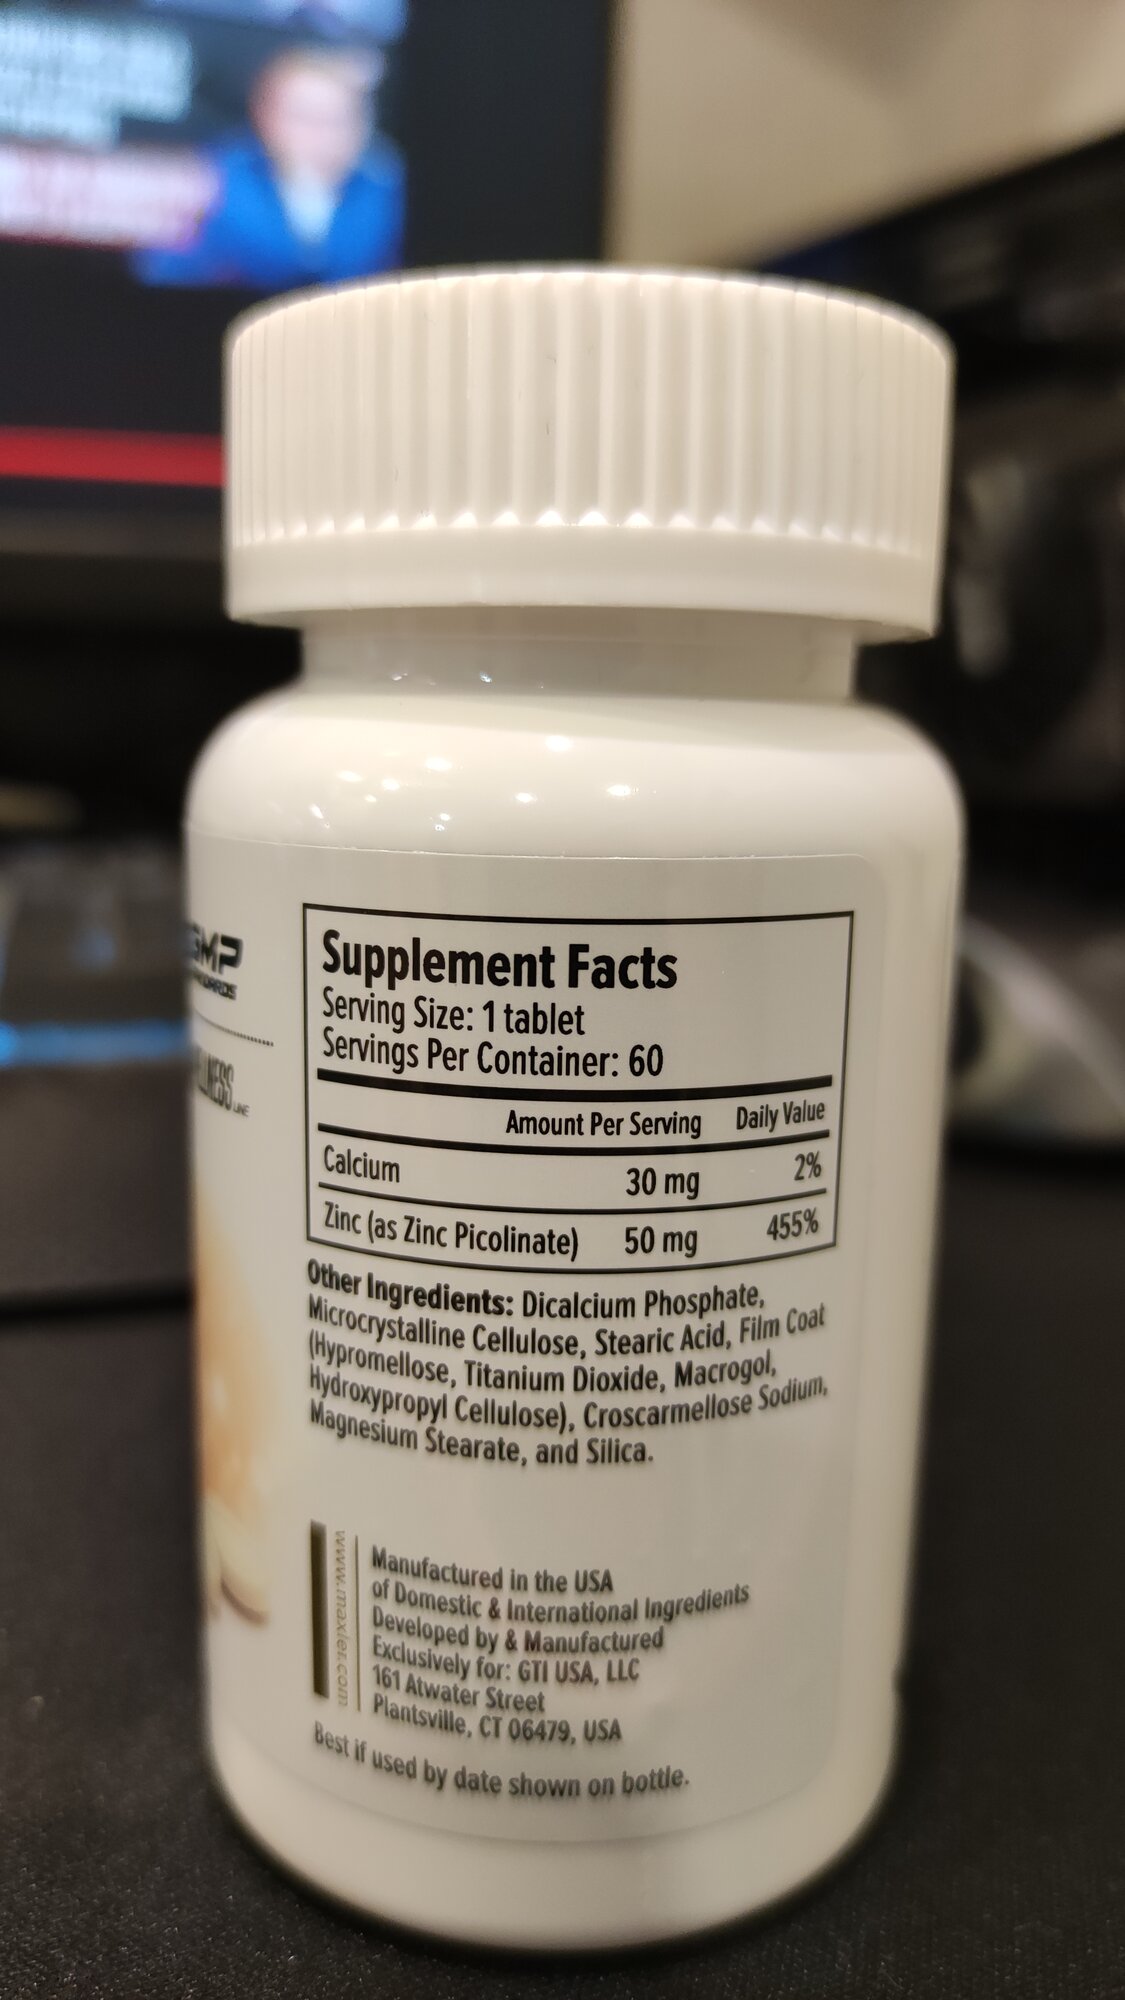 GMP
Supplement Facts
Serving Size: 1 tablet
Servings Per Container: 60
Amount Per Serving Daily Value
Calcium 30 mg 2%
Zinc (as Zinc Picolinate) 50 mg 455%
Other Ingredients: Dicalcium Phosphate,
Microcrystalline Cellulose, Stearic Acid, Film Coat
(Hypromellose, Titanium Dioxide, Macrogol,
Hydroxypropyl Cellulose), Croscarmellose Sodium,
Magnesium Stearate, and Silica.
www.maxler.com
Manufactured in the USA
of Domestic & International Ingredients
Developed by & Manufactured
Exclusively for: GTI USA, LLC
161 Atwater Street
Plantsville, CT 06479, USA
Best if used by date shown on bottle.